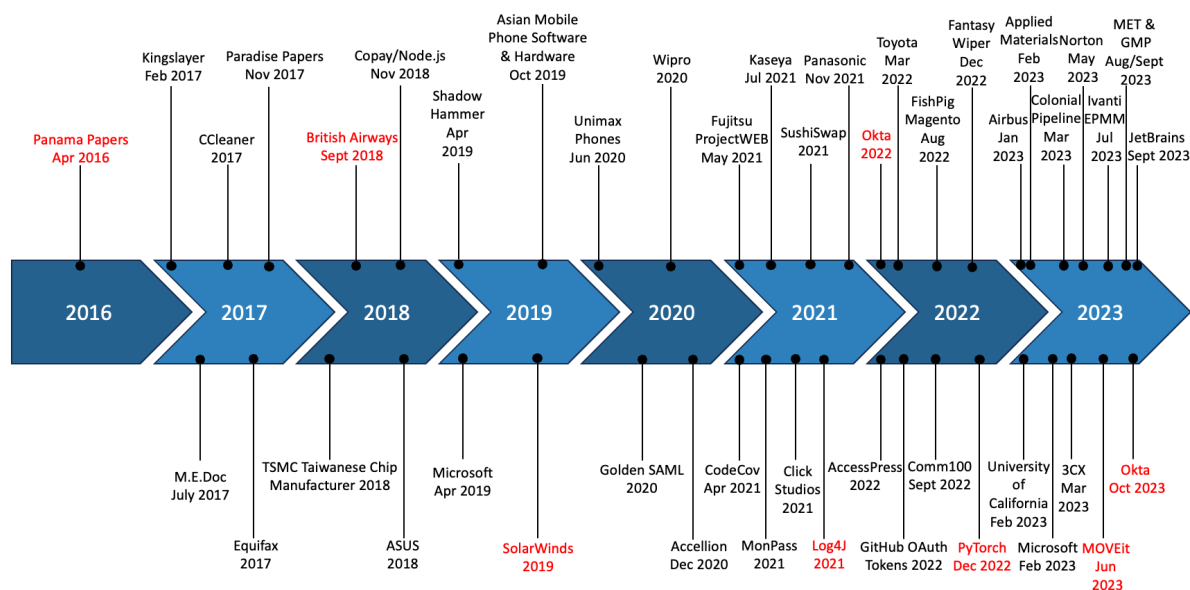 Kingslayer
Feb 2017
Paradise Papers
Nov 2017
Copay/Node.js
Nov 2018
Asian Mobile
Phone Software
& Hardware
Oct 2019
Wipro
2020
Kaseya
Jul 2021
Panasonic
Nov 2021
Toyota
Mar
2022
Fantasy
Wiper
Dec
2022
Applied
Materials
Feb
2023
Norton
May
2023
MET &
GMP
Aug/Sept
2023
Panama Papers
Apr 2016
CCleaner
2017
British Airways
Sept 2018
Shadow
Hammer
Apr
2019
Unimax
Phones
Jun 2020
Fujitsu
ProjectWEB
May 2021
SushiSwap
2021
Okta
2022
FishPig
Magento
Aug
2022
Airbus
Jan
2023
Colonial
Pipeline
Mar
2023
Ivanti
EPMM
Jul
2023
JetBrains
Sept 2023
2016
2017
2018
2019
2020
2021
2022
2023
M.E.Doc
July 2017
TSMC Taiwanese Chip
Manufacturer 2018
Microsoft
Apr 2019
Golden SAML
2020
CodeCov
Apr 2021
Click
Studios
2021
AccessPress
2022
Comm100
Sept 2022
University
of
California
Feb 2023
3CX
Mar
2023
Okta
Oct 2023
Equifax
2017
ASUS
2018
SolarWinds
2019
Accellion
Dec 2020
MonPass
2021
Log4J
2021
GitHub OAuth
Tokens 2022
PyTorch
Dec 2022
Microsoft
Feb 2023
MOVEit
Jun
2023